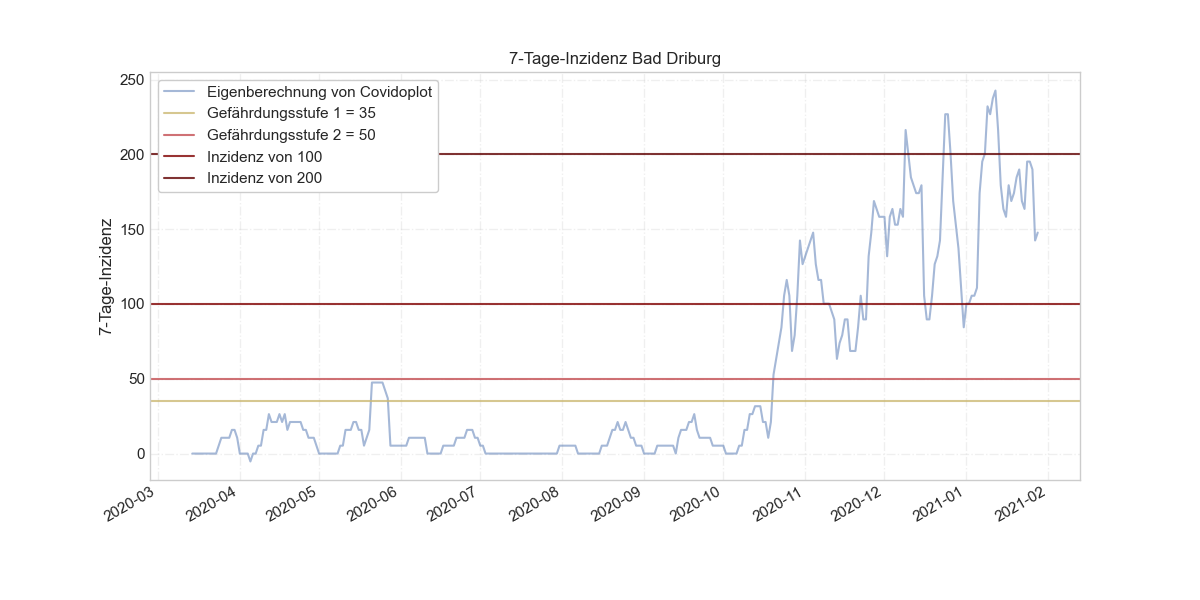 7-Tage-Inzidenz Bad Driburg
250
200
150
100
50
0
7-Tage-Inzidenz
Eigenberechnung von Covidoplot
Gefährdungsstufe 1 = 35
Gefährdungsstufe 2 = 50
Inzidenz von 100
Inzidenz von 200
2020-03
2020-04
2020-05
2020-06
2020-07
2020-08
2020-09
2020-10
2020-11
2020-12
2021-01
2021-02